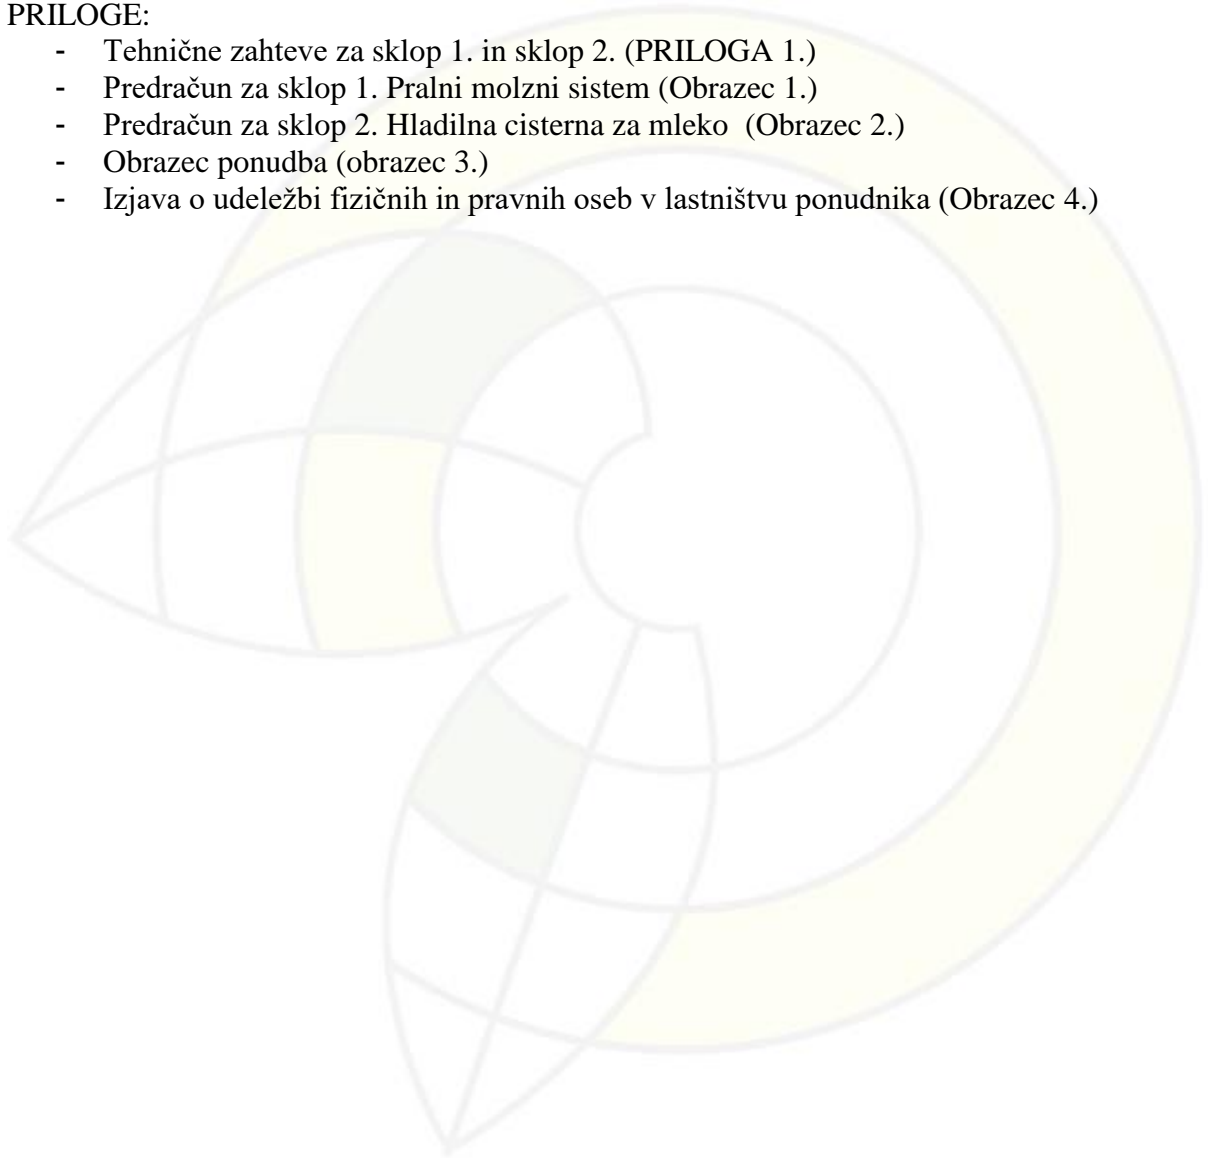 PRILOGE:
- Tehnične zahteve za sklop 1. in sklop 2. (PRILOGA 1.)
- Predračun za sklop 1. Pralni molzni sistem (Obrazec 1.)
- Predračun za sklop 2. Hladilna cisterna za mleko  (Obrazec 2.)
- Obrazec ponudba (obrazec 3.)
- Izjava o udeležbi fizičnih in pravnih oseb v lastništvu ponudnika (Obrazec 4.)